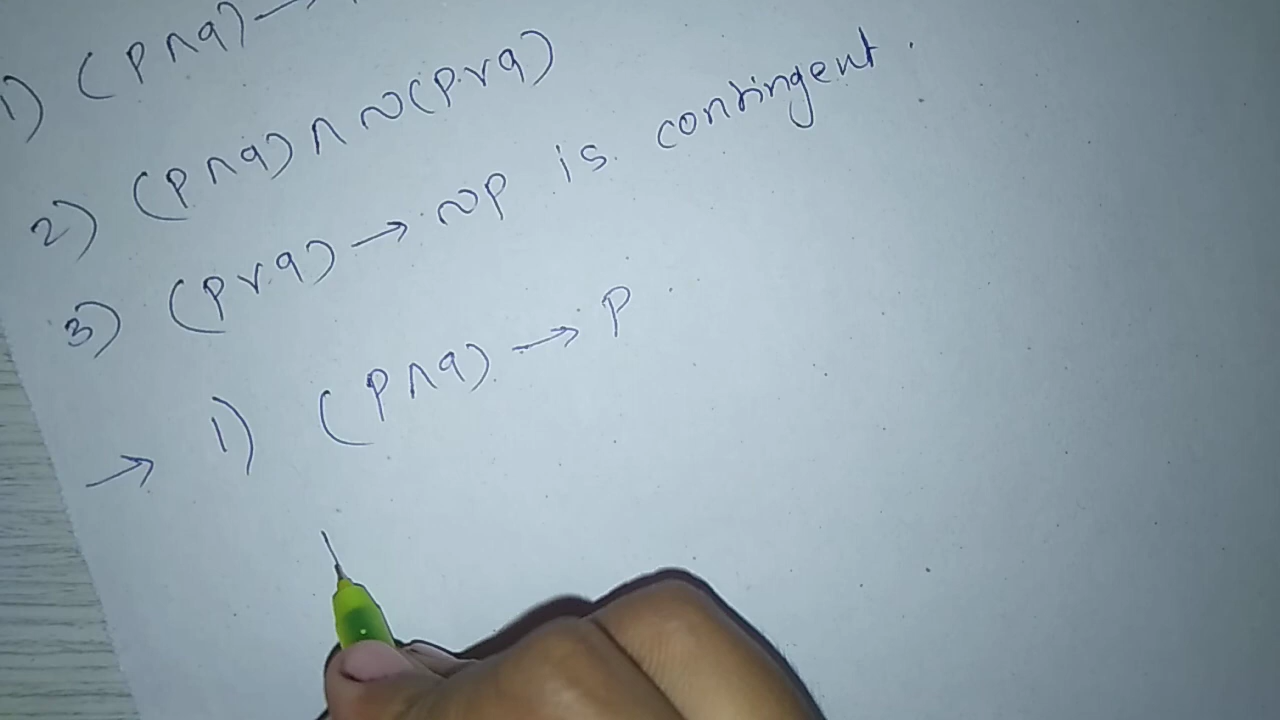 1) (p ∧ q) →
2) (p ∧ q) ∧ ~(p ∨ q)
3) (p ∨ q) → ~p is contingent.
→ 1) (p ∧ q) → p